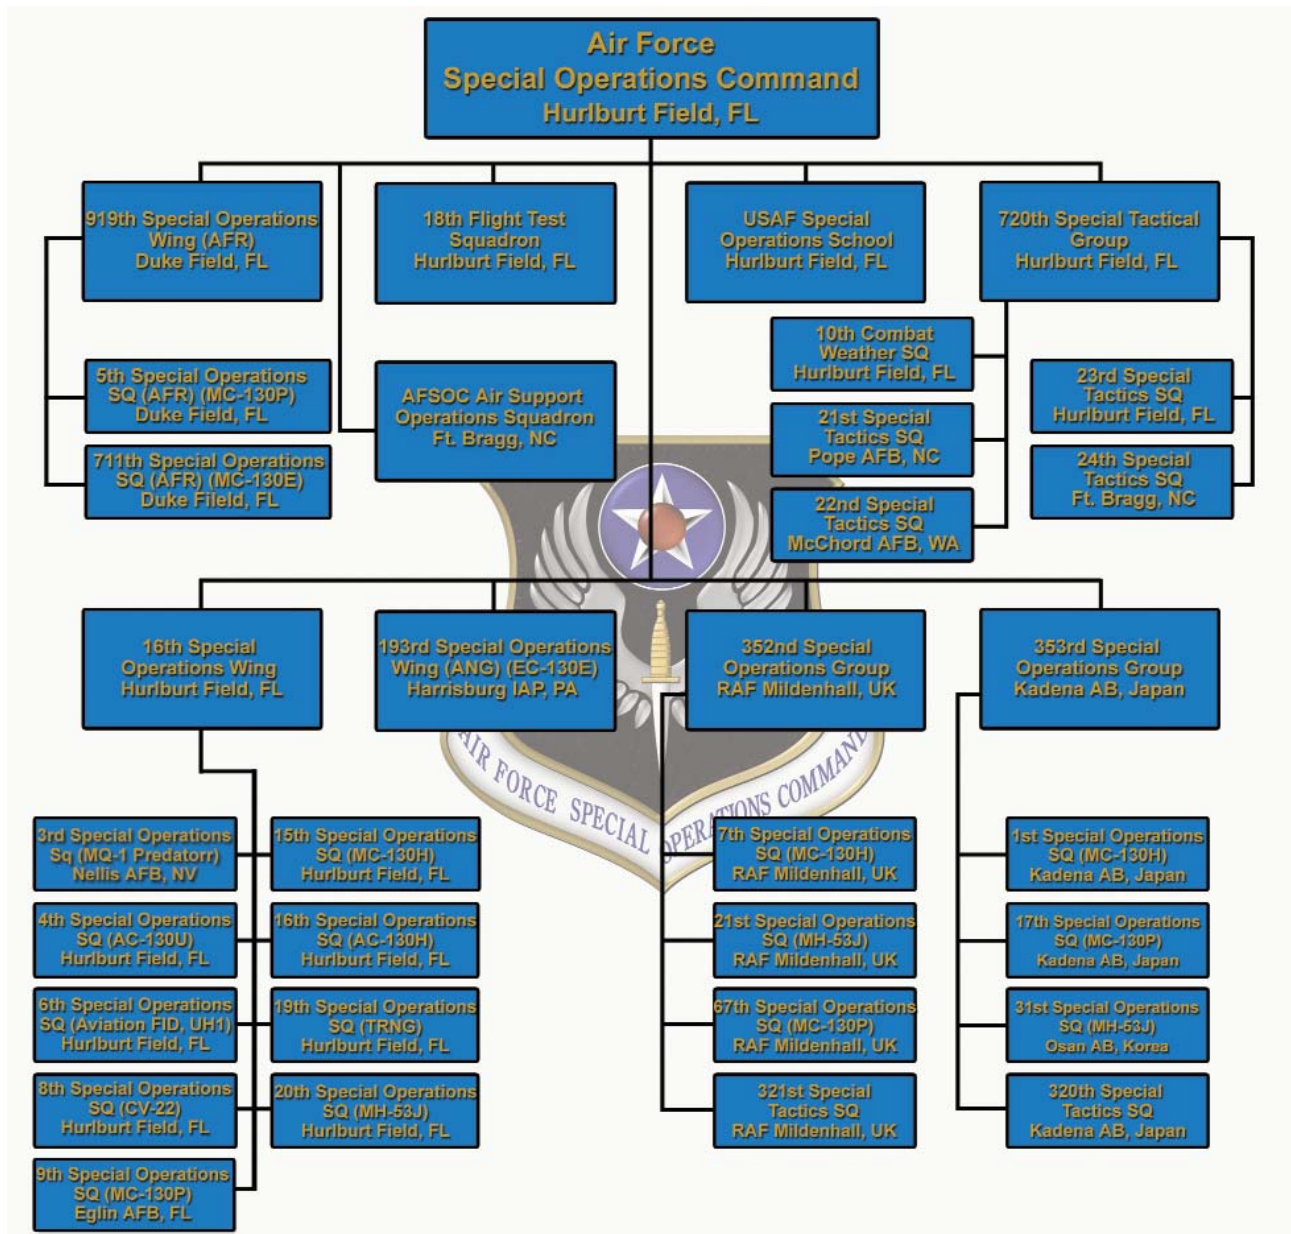 Air Force
Special Operations Command
Hurlburt Field, FL
919th Special Operations
Wing (AFR)
Duke Field, FL
18th Flight Test
Squadron
Hurlburt Field, FL
USAF Special
Operations School
Hurlburt Field, FL
720th Special Tactical
Group
Hurlburt Field, FL
5th Special Operations
SQ (AFR) (MC-130P)
Duke Field, FL
711th Special Operations
SQ (AFR) (MC-130E)
Duke Fileld, FL
AFSOC Air Support
Operations Squadron
Ft. Bragg, NC
10th Combat
Weather SQ
Hurlburt Field, FL
21st Special
Tactics SQ
Pope AFB, NC
22nd Special
Tactics SQ
McChord AFB, WA
23rd Special
Tactics SQ
Hurlburt Field, FL
24th Special
Tactics SQ
Ft. Bragg, NC
16th Special
Operations Wing
Hurlburt Field, FL
193rd Special Operations
Wing (ANG) (EC-130E)
Harrisburg IAP, PA
352nd Special
Operations Group
RAF Mildenhall, UK
353rd Special
Operations Group
Kadena AB, Japan
AIR FORCE SPECIAL OPERATIONS COMMAND
3rd Special Operations
Sq (MQ-1 Predatorr)
Nellis AFB, NV
4th Special Operations
SQ (AC-130U)
Hurlburt Field, FL
6th Special Operations
SQ (Aviation FID, UH1)
Hurlburt Field, FL
8th Special Operations
SQ (CV-22)
Hurlburt Field, FL
9th Special Operations
SQ (MC-130P)
Eglin AFB, FL
15th Special Operations
SQ (MC-130H)
Hurlburt Field, FL
16th Special Operations
SQ (AC-130H)
Hurlburt Field, FL
19th Special Operations
SQ (TRNG)
Hurlburt Field, FL
20th Special Operations
SQ (MH-53J)
Hurlburt Field, FL
7th Special Operations
SQ (MC-130H)
RAF Mildenhall, UK
21st Special Operations
SQ (MH-53J)
RAF Mildenhall, UK
67th Special Operations
SQ (MC-130P)
RAF Mildenhall, UK
321st Special
Tactics SQ
RAF Mildenhall, UK
1st Special Operations
SQ (MC-130H)
Kadena AB, Japan
17th Special Operations
SQ (MC-130P)
Kadena AB, Japan
31st Special Operations
SQ (MH-53J)
Osan AB, Korea
320th Special
Tactics SQ
Kadena AB, Japan